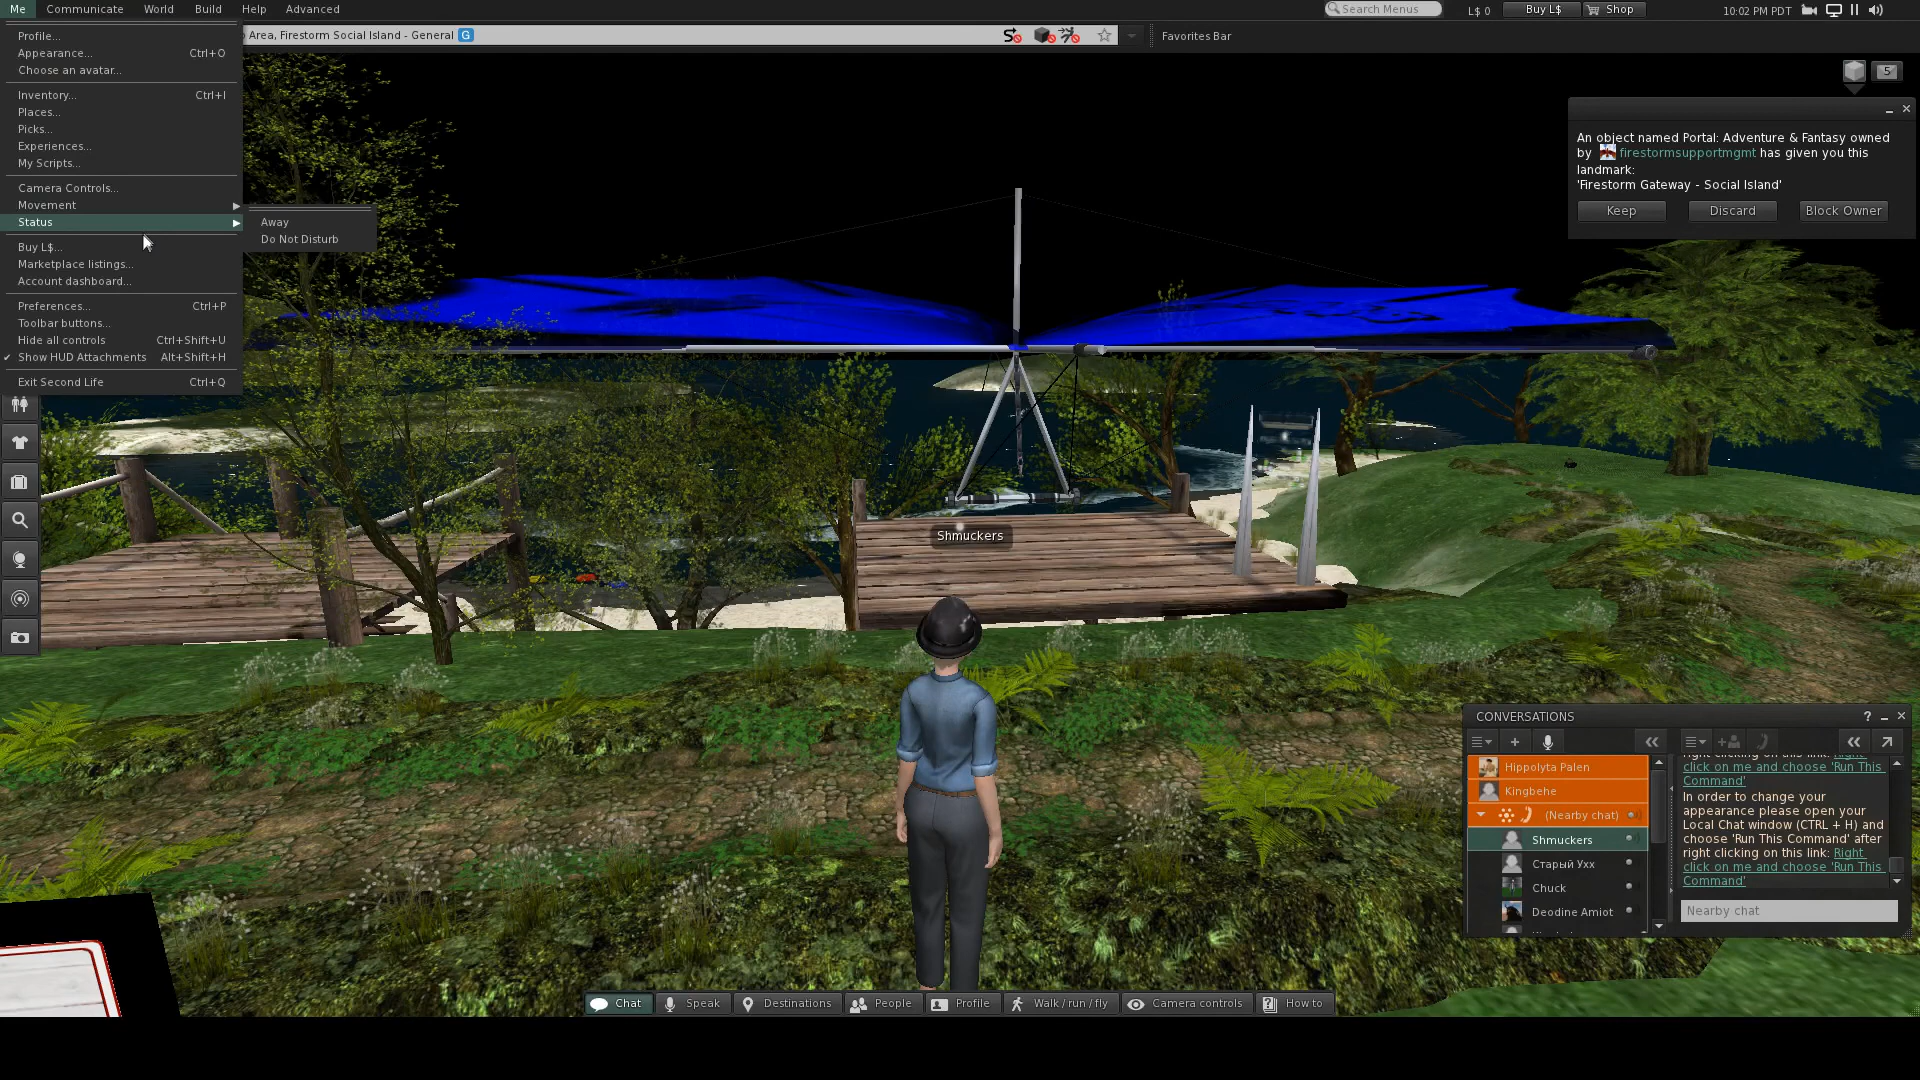 Me Communicate World Build Help Advanced
Search Menus
L$ 0
Buy L$
Shop
10:02 PM PDT
Area, Firestorm Social Island - General G
Favorites Bar
5
Profile...
Appearance... Ctrl+O
Choose an avatar...
Inventory... Ctrl+I
Places...
Picks...
Experiences...
My Scripts...
Camera Controls...
Movement
Status
Away
Do Not Disturb
Buy L$...
Marketplace listings...
Account dashboard...
Preferences... Ctrl+P
Toolbar buttons...
Hide all controls Ctrl+Shift+U
Show HUD Attachments Alt+Shift+H
Exit Second Life Ctrl+Q
An object named Portal: Adventure & Fantasy owned
by firestormsupportmgmt has given you this
landmark:
'Firestorm Gateway - Social Island'
Keep Discard Block Owner
Shmuckers
CONVERSATIONS
Hippolyta Palen
Kingbehe
(Nearby chat)
Shmuckers
Старый Ухх
Chuck
Deodine Amiot
right clicking on this link: Right
click on me and choose 'Run This
Command'
In order to change your
appearance please open your
Local Chat window (CTRL + H) and
choose 'Run This Command' after
right clicking on this link: Right
click on me and choose 'Run This
Command'
Nearby chat
Chat Speak Destinations People Profile Walk / run / fly Camera controls How to